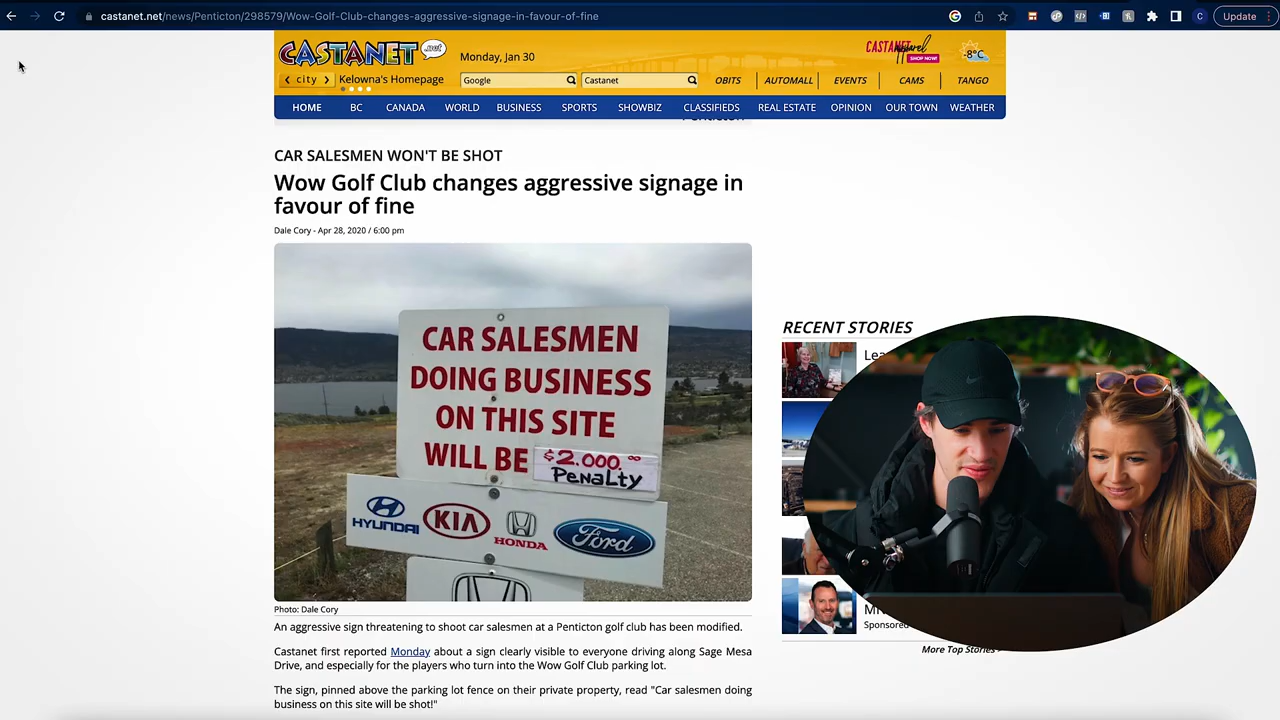 castanet.net/news/Penticton/298579/Wow-Golf-Club-changes-aggressive-signage-in-favour-of-fine
Update
CASTANET .net
Monday, Jan 30
CASTANET Apparel
SHOP NOW!
-8°C
city
Kelowna's Homepage
Google
Castanet
OBITS
AUTOMALL
EVENTS
CAMS
TANGO
HOME
BC
CANADA
WORLD
BUSINESS
SPORTS
SHOWBIZ
CLASSIFIEDS
REAL ESTATE
OPINION
OUR TOWN
WEATHER
CAR SALESMEN WON'T BE SHOT
Wow Golf Club changes aggressive signage in
favour of fine
Dale Cory - Apr 28, 2020 / 6:00 pm
CAR SALESMEN
DOING BUSINESS
ON THIS SITE
WILL BE $2.000.00
PENALTY
HYUNDAI
KIA
HONDA
Ford
Photo: Dale Cory
An aggressive sign threatening to shoot car salesmen at a Penticton golf club has been modified.
Castanet first reported Monday about a sign clearly visible to everyone driving along Sage Mesa
Drive, and especially for the players who turn into the Wow Golf Club parking lot.
The sign, pinned above the parking lot fence on their private property, read "Car salesmen doing
business on this site will be shot!"
RECENT STORIES
Sponsored
More Top Stories